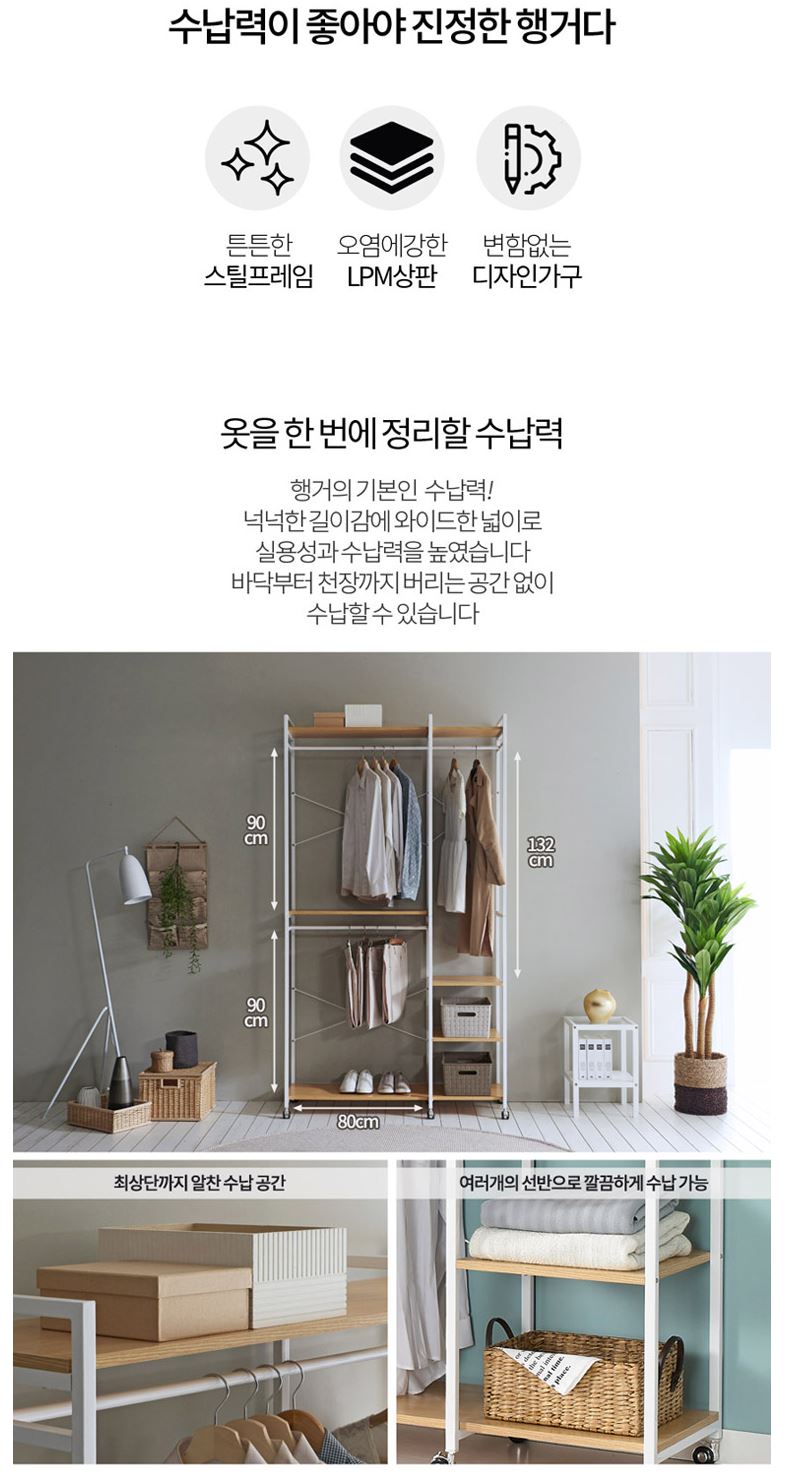 수납력이 좋아야 진정한 행거다
튼튼한
스틸프레임
오염에강한
LPM상판
변함없는
디자인가구
옷을 한 번에 정리할 수납력
행거의 기본인 수납력!
넉넉한 길이감에 와이드한 넓이로
실용성과 수납력을 높였습니다
바닥부터 천장까지 버리는 공간 없이
수납할 수 있습니다
90
cm
132
cm
90
cm
80cm
최상단까지 알찬 수납 공간
여러개의 선반으로 깔끔하게 수납 가능